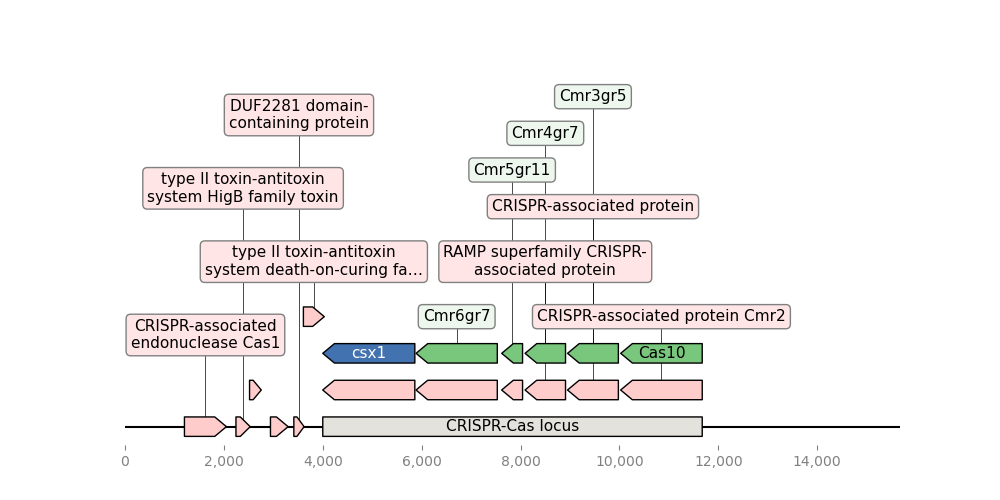 Cmr3gr5
DUF2281 domain-
containing protein
Cmr4gr7
Cmr5gr11
type II toxin-antitoxin
system HigB family toxin
CRISPR-associated protein
type II toxin-antitoxin
system death-on-curing fa…
RAMP superfamily CRISPR-
associated protein
Cmr6gr7
CRISPR-associated protein Cmr2
CRISPR-associated
endonuclease Cas1
csx1
Cas10
CRISPR-Cas locus
0 2,000 4,000 6,000 8,000 10,000 12,000 14,000